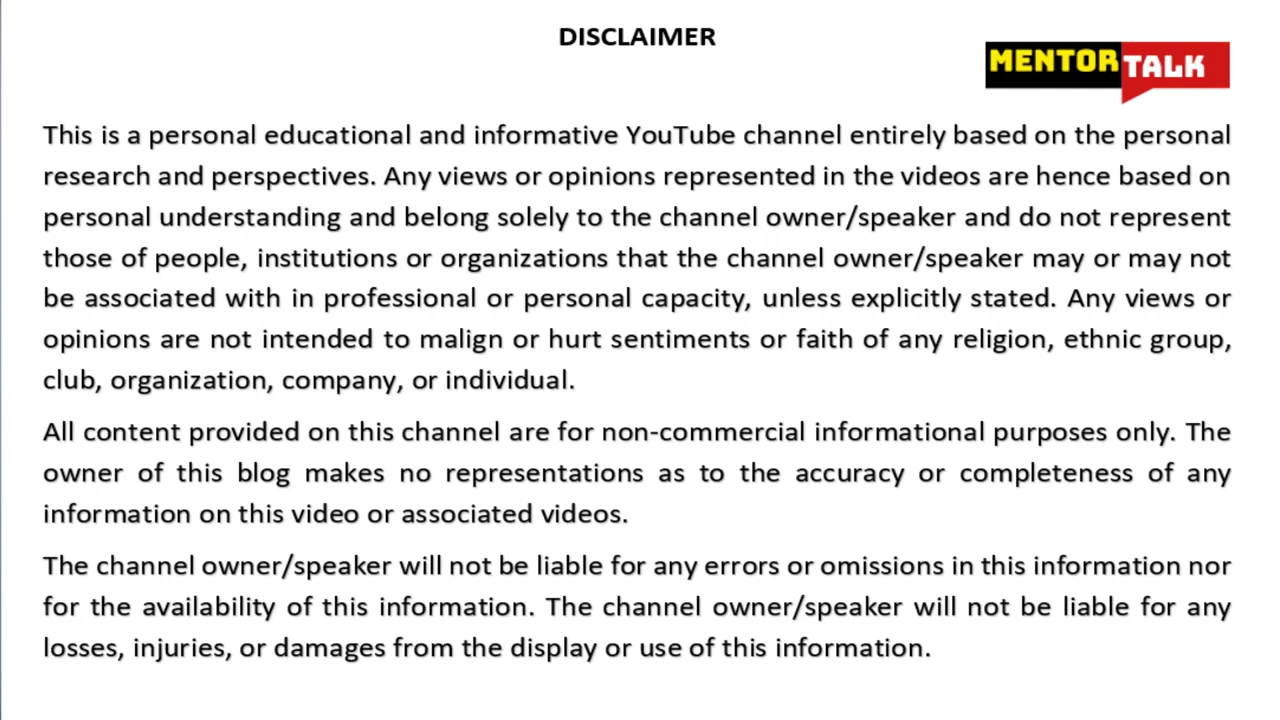 DISCLAIMER
MENTOR TALK
This is a personal educational and informative YouTube channel entirely based on the personal
research and perspectives. Any views or opinions represented in the videos are hence based on
personal understanding and belong solely to the channel owner/speaker and do not represent
those of people, institutions or organizations that the channel owner/speaker may or may not
be associated with in professional or personal capacity, unless explicitly stated. Any views or
opinions are not intended to malign or hurt sentiments or faith of any religion, ethnic group,
club, organization, company, or individual.
All content provided on this channel are for non-commercial informational purposes only. The
owner of this blog makes no representations as to the accuracy or completeness of any
information on this video or associated videos.
The channel owner/speaker will not be liable for any errors or omissions in this information nor
for the availability of this information. The channel owner/speaker will not be liable for any
losses, injuries, or damages from the display or use of this information.